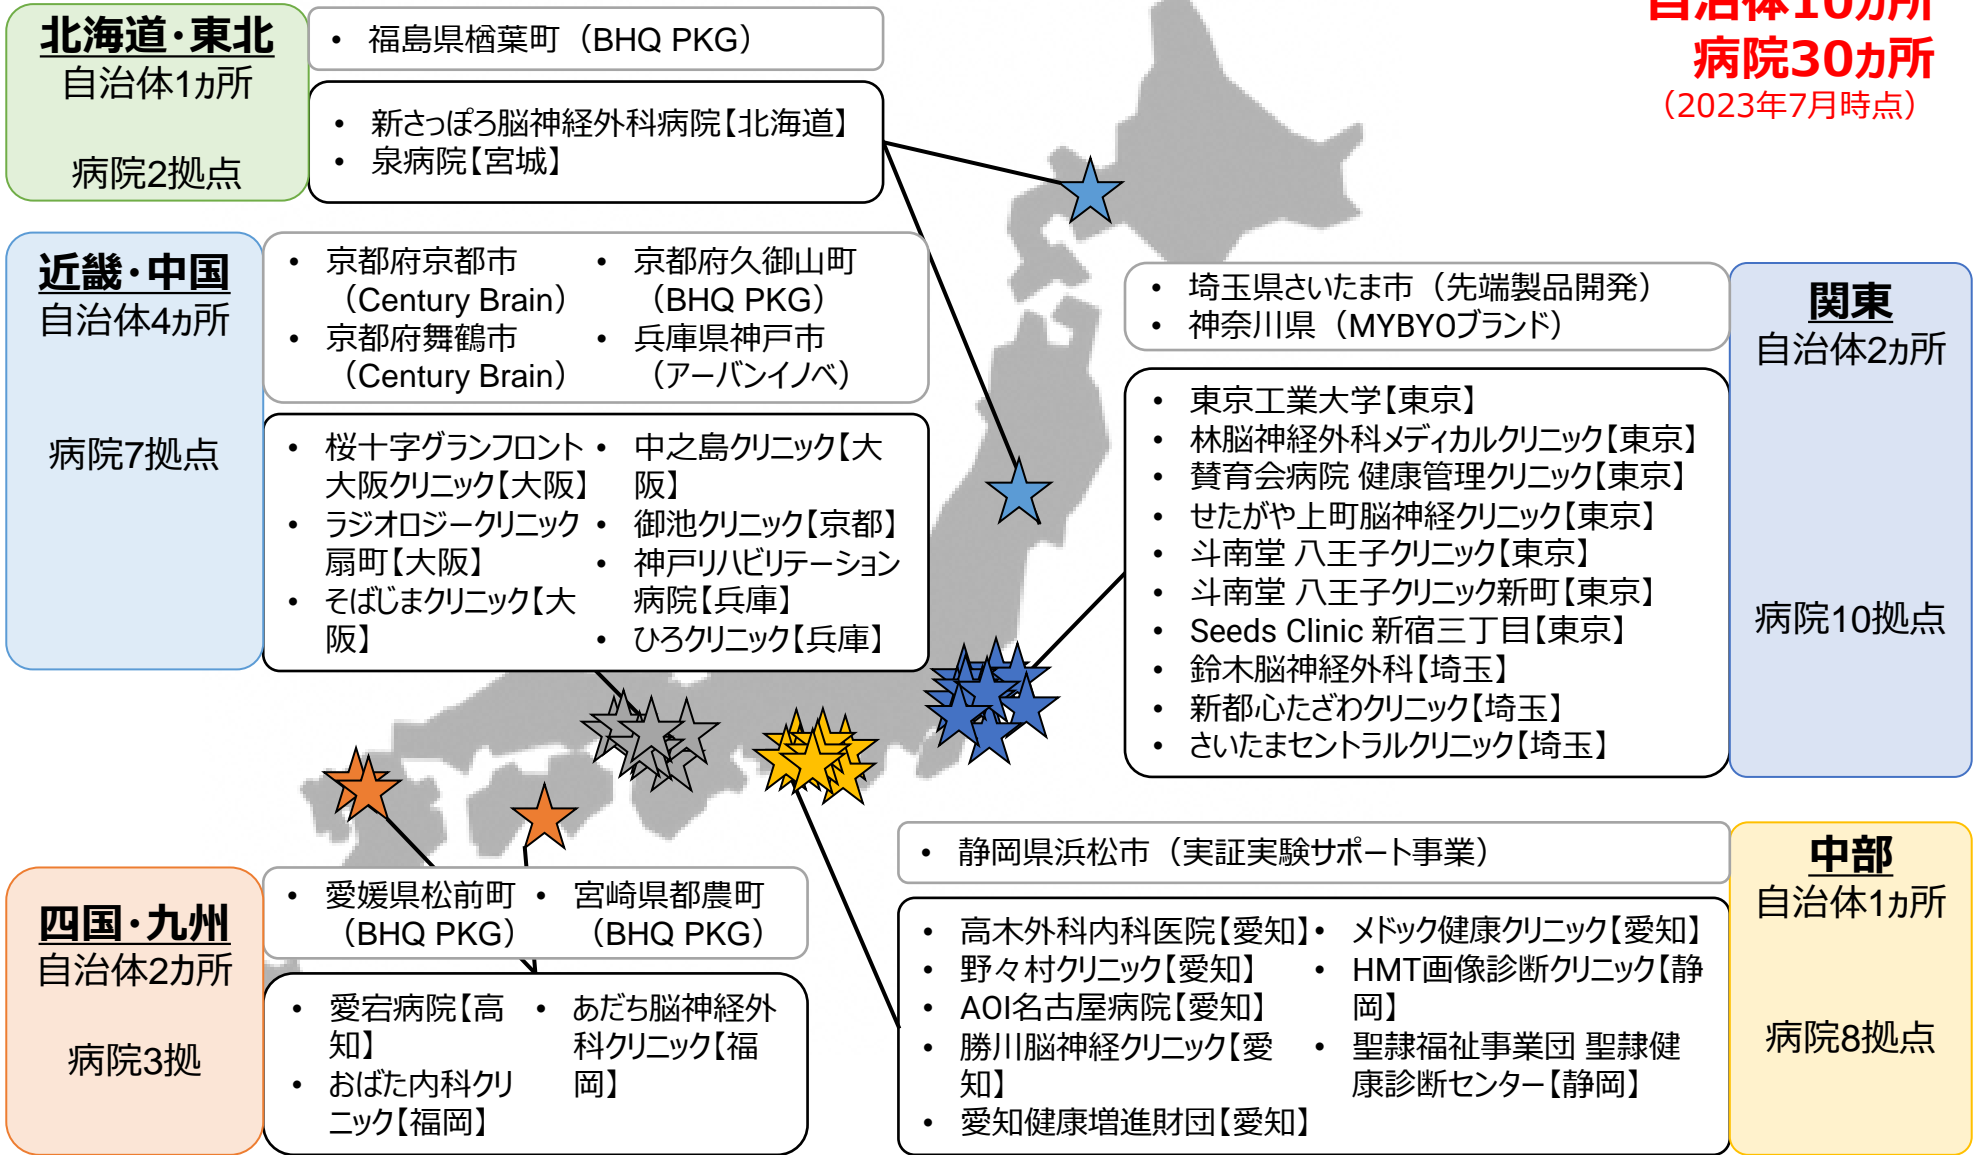 自治体10カ所
病院30カ所
（2023年7月時点）
北海道・東北
自治体1ヵ所
病院2拠点
• 福島県楢葉町（BHQ PKG）
• 新さっぽろ脳神経外科病院【北海道】
• 泉病院【宮城】
近畿・中国
自治体4ヵ所
病院7拠点
• 京都府京都市
（Century Brain）
• 京都府舞鶴市
（Century Brain）
• 京都府久御山町
（BHQ PKG）
• 兵庫県神戸市
（アーバンイノベ）
• 桜十字グランフロント
大阪クリニック【大阪】
• ラジオロジークリニック
扇町【大阪】
• そばじまクリニック【大
阪】
• 中之島クリニック【大
阪】
• 御池クリニック【京都】
• 神戸リハビリテーション
病院【兵庫】
• ひろクリニック【兵庫】
関東
自治体2ヵ所
病院10拠点
• 埼玉県さいたま市（先端製品開発）
• 神奈川県（MYBYOブランド）
• 東京工業大学【東京】
• 林脳神経外科メディカルクリニック【東京】
• 賛育会病院 健康管理クリニック【東京】
• せたがや上町脳神経クリニック【東京】
• 斗南堂 八王子クリニック【東京】
• 斗南堂 八王子クリニック新町【東京】
• Seeds Clinic 新宿三丁目【東京】
• 鈴木脳神経外科【埼玉】
• 新都心たざわクリニック【埼玉】
• さいたまセントラルクリニック【埼玉】
四国・九州
自治体2カ所
病院3拠
• 愛媛県松前町
（BHQ PKG）
• 宮崎県都農町
（BHQ PKG）
• 愛宕病院【高
知】
• おばた内科クリ
ニック【福岡】
• あだち脳神経外
科クリニック【福
岡】
中部
自治体1ヵ所
病院8拠点
• 静岡県浜松市（実証実験サポート事業）
• 高木外科内科医院【愛知】
• 野々村クリニック【愛知】
• AOI名古屋病院【愛知】
• 勝川脳神経クリニック【愛
知】
• 愛知健康増進財団【愛知】
• メドック健康クリニック【愛知】
• HMT画像診断クリニック【静
岡】
• 聖隷福祉事業団 聖隷健
康診断センター【静岡】